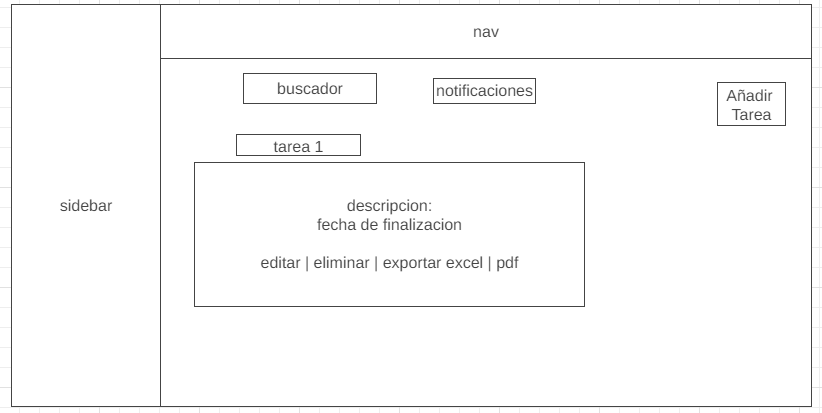 nav
buscador
notificaciones
Añadir
Tarea
tarea 1
sidebar
descripcion:
fecha de finalizacion
editar | eliminar | exportar excel | pdf